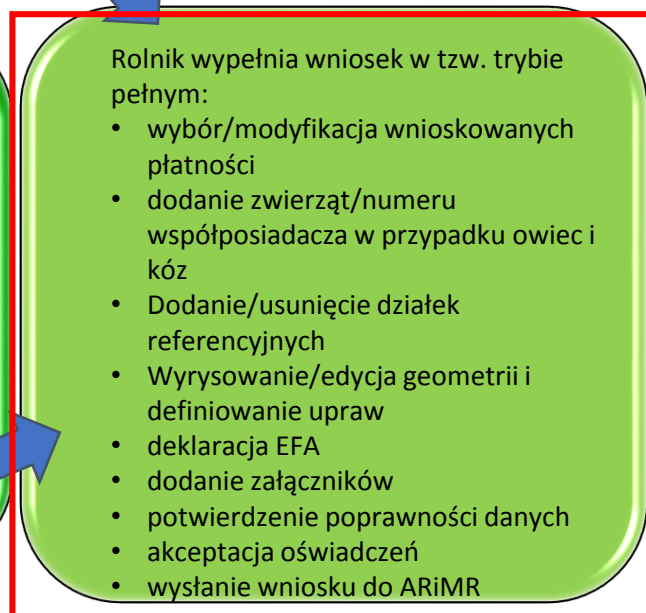 Rolnik wypełnia wniosek w tzw. trybie
pełnym:
• wybór/modyfikacja wnioskowanych
płatności
• dodanie zwierząt/numeru
współposiadacza w przypadku owiec i
kóz
• Dodanie/usunięcie działek
referencyjnych
• Wyrysowanie/edycja geometrii i
definiowanie upraw
• deklaracja EFA
• dodanie załączników
• potwierdzenie poprawności danych
• akceptacja oświadczeń
• wysłanie wniosku do ARiMR